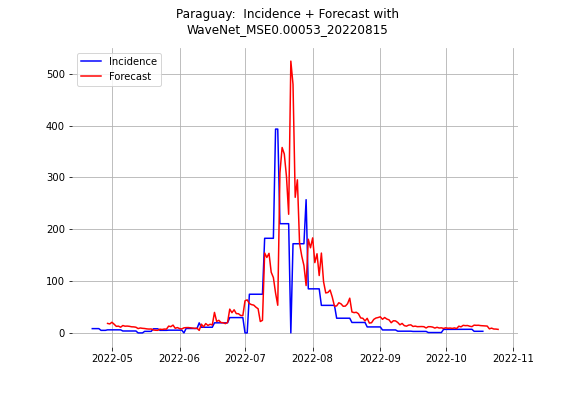 Paraguay:  Incidence + Forecast with
WaveNet_MSE0.00053_20220815
Incidence
Forecast
500
400
300
200
100
0
2022-05 2022-06 2022-07 2022-08 2022-09 2022-10 2022-11